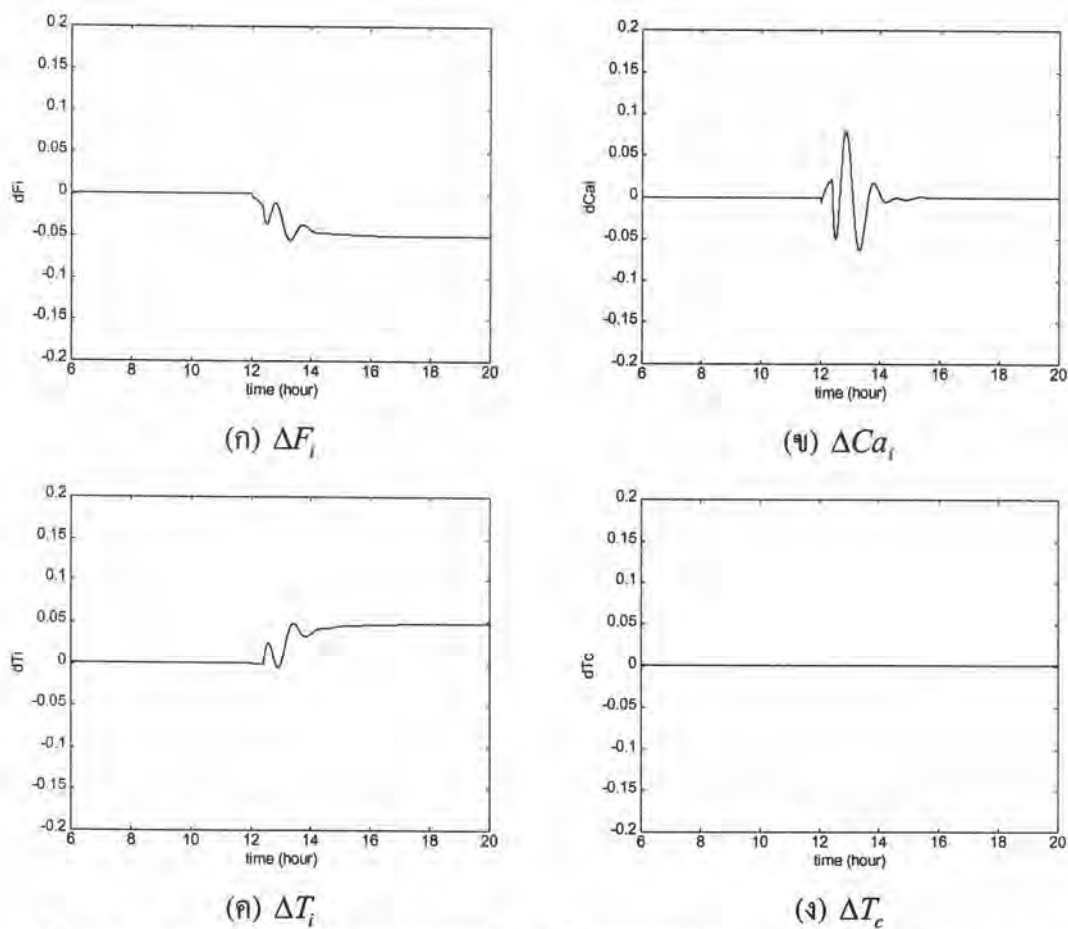 0.2
0.15
0.1
0.05
0
-0.05
-0.1
-0.15
-0.2
dFi
6 8 10 12 14 16 18 20
time (hour)
(ก) ΔF_i
0.2
0.15
0.1
0.05
0
-0.05
-0.1
-0.15
-0.2
dCai
6 8 10 12 14 16 18 20
time (hour)
(ข) ΔCa_i
0.2
0.15
0.1
0.05
0
-0.05
-0.1
-0.15
-0.2
dTi
6 8 10 12 14 16 18 20
time (hour)
(ค) ΔT_i
0.2
0.15
0.1
0.05
0
-0.05
-0.1
-0.15
-0.2
dTc
6 8 10 12 14 16 18 20
time (hour)
(ง) ΔT_c